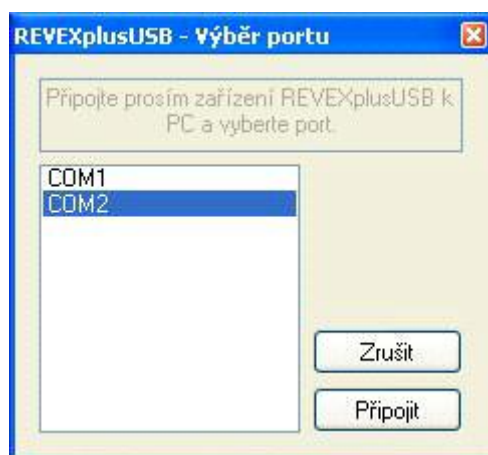 REVEXplusUSB - Výběr portu
Připojte prosím zařízení REVEXplusUSB k
PC a vyberte port.
COM1
COM2
Zrušit
Připojit